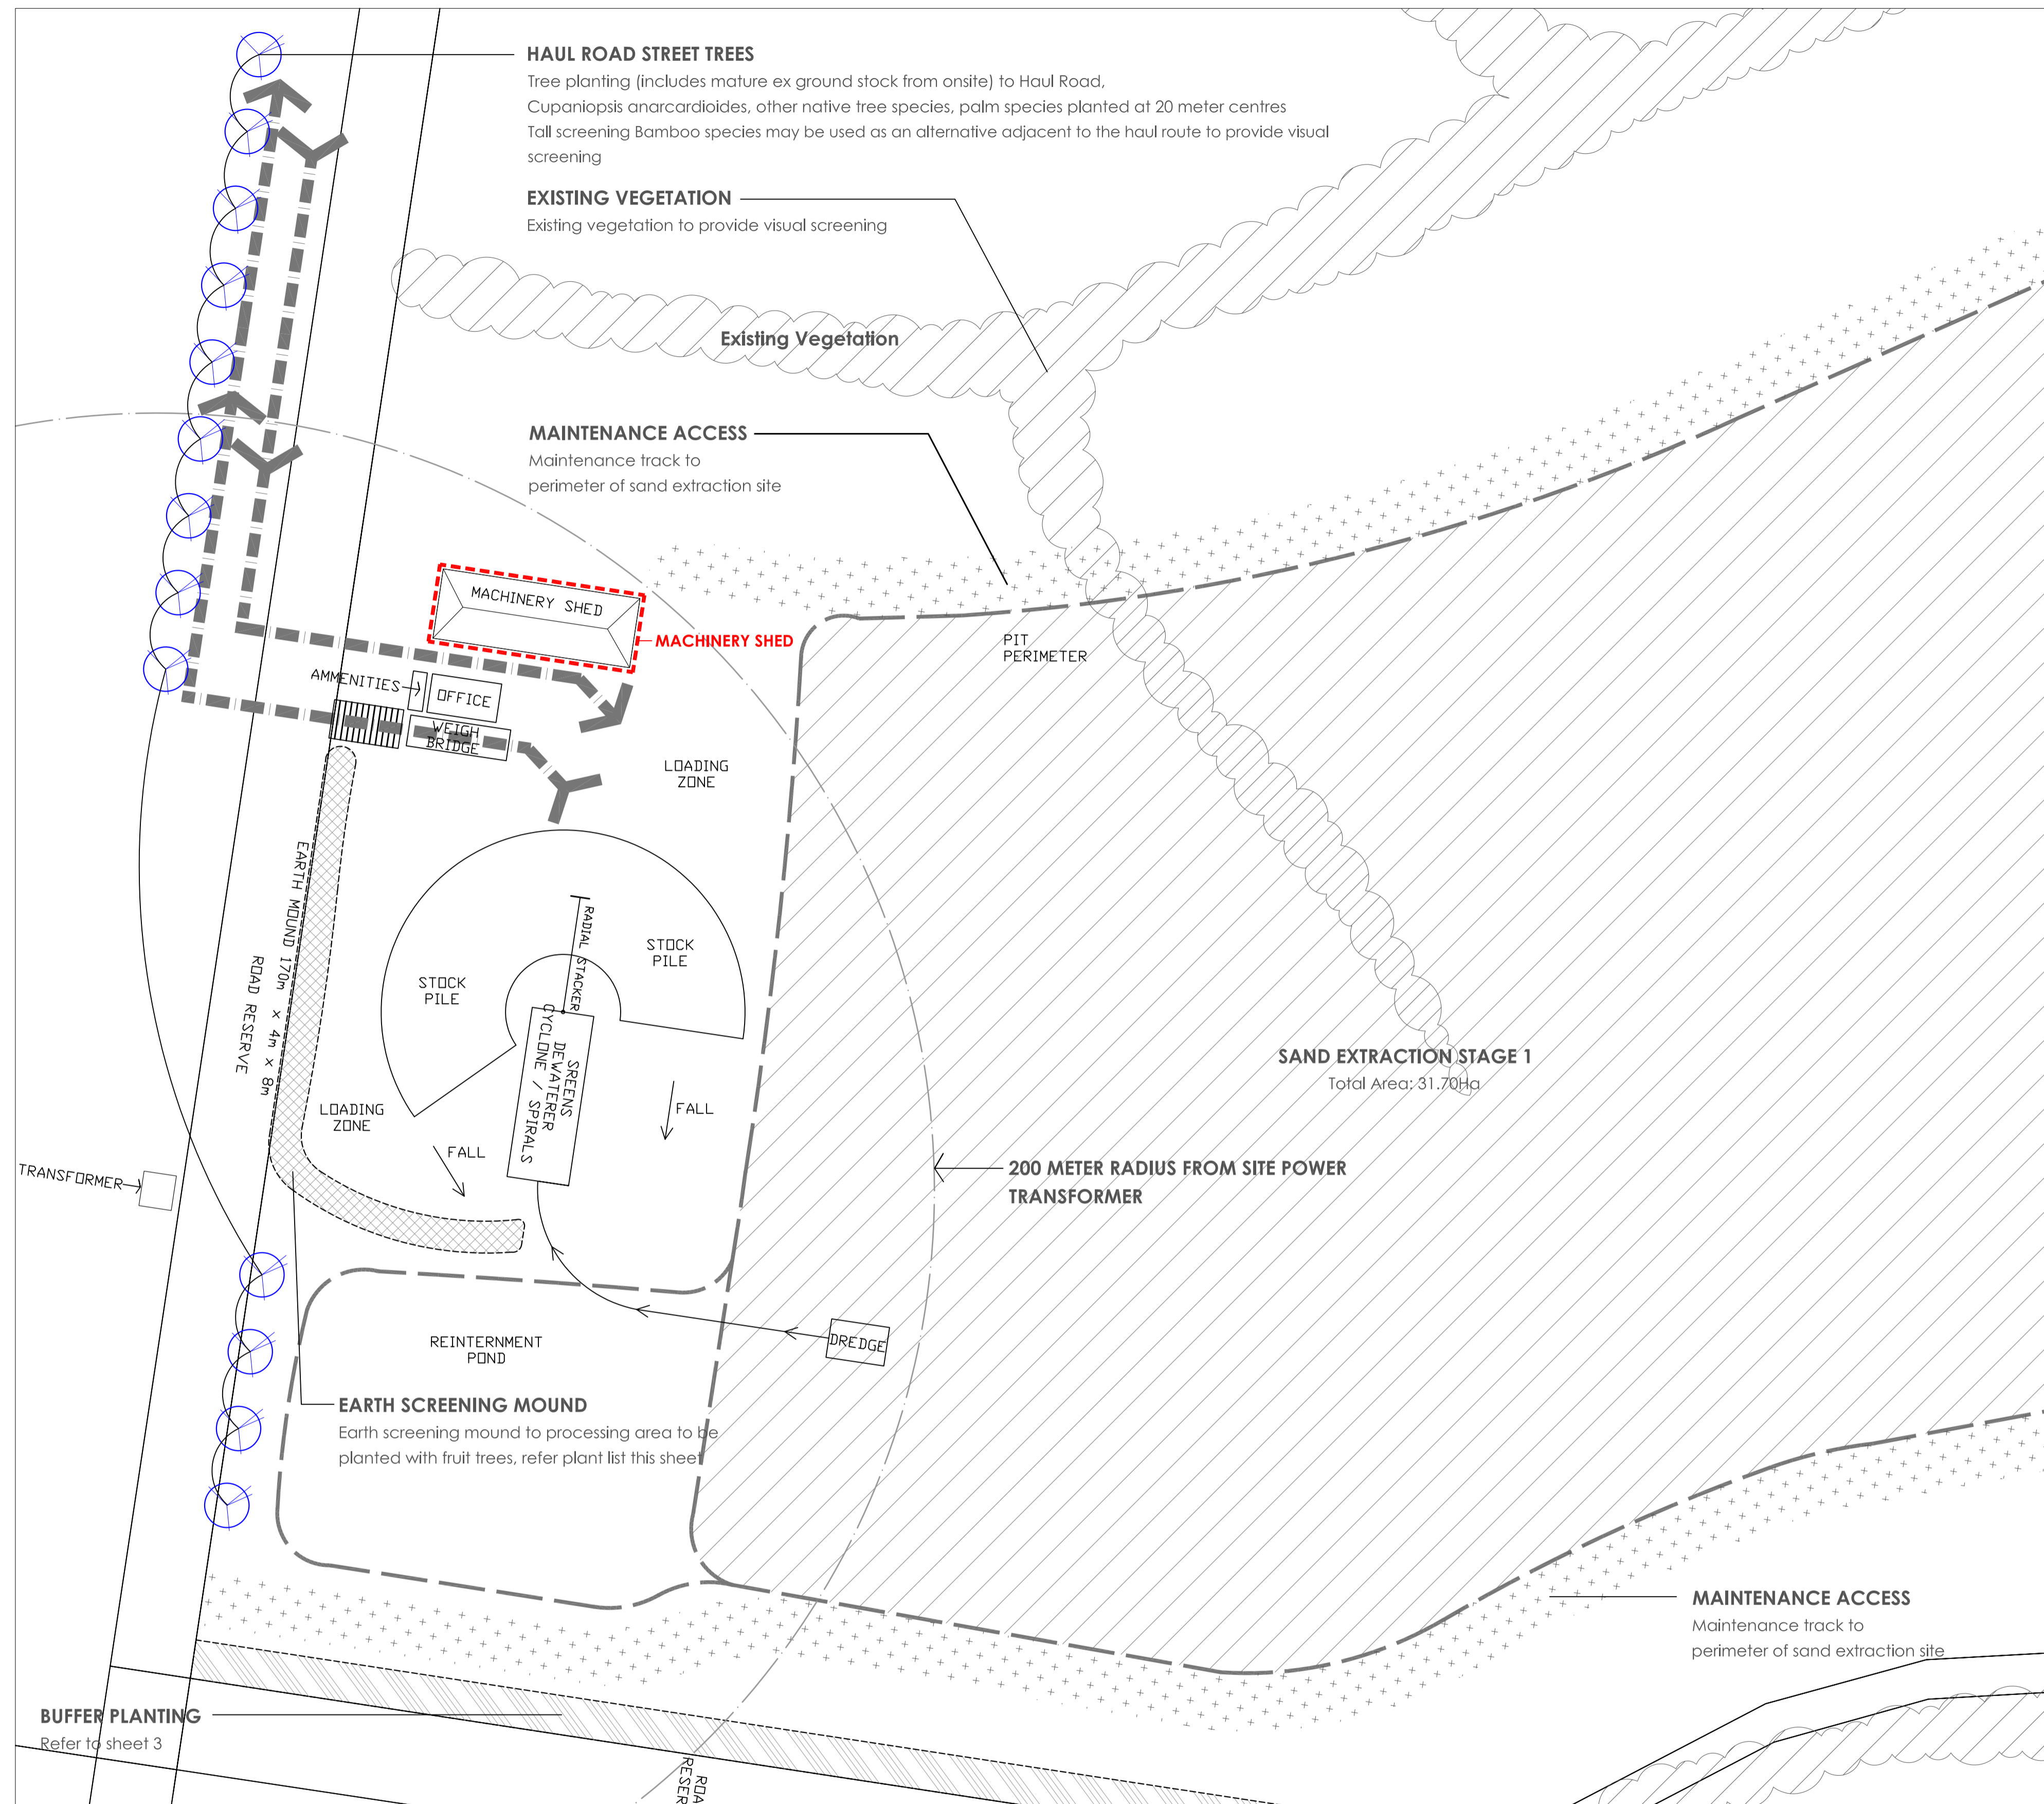 HAUL ROAD STREET TREES
Tree planting (includes mature ex ground stock from onsite) to Haul Road,
Cupaniopsis anarcardioides, other native tree species, palm species planted at 20 meter centres
Tall screening Bamboo species may be used as an alternative adjacent to the haul route to provide visual
screening
EXISTING VEGETATION
Existing vegetation to provide visual screening
Existing Vegetation
MAINTENANCE ACCESS
Maintenance track to
perimeter of sand extraction site
MACHINERY SHED
MACHINERY SHED
PIT
PERIMETER
AMMENITIES
OFFICE
WEIGH
BRIDGE
LOADING
ZONE
EARTH MOUND 170m x 4m x 8m
ROAD RESERVE
RADIAL STACKER
STOCK
PILE
STOCK
PILE
SREENS
DEWATERER
CYCLONE / SPIRALS
SAND EXTRACTION STAGE 1
Total Area: 31.70Ha
LOADING
ZONE
FALL
FALL
TRANSFORMER
200 METER RADIUS FROM SITE POWER
TRANSFORMER
REINTERNMENT
POND
DREDGE
EARTH SCREENING MOUND
Earth screening mound to processing area to be
planted with fruit trees, refer plant list this sheet
MAINTENANCE ACCESS
Maintenance track to
perimeter of sand extraction site
BUFFER PLANTING
Refer to sheet 3